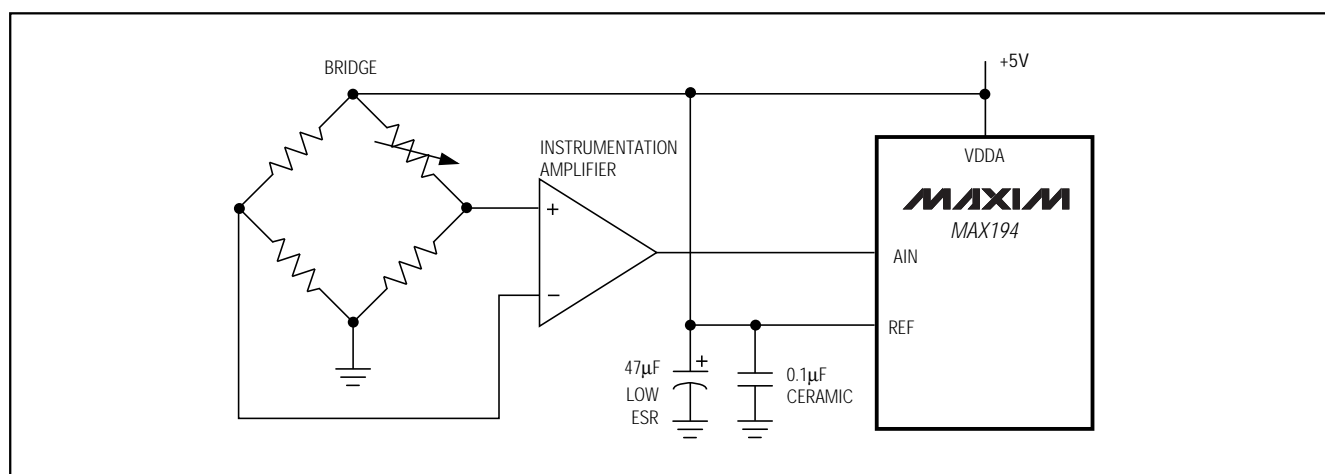 +5V
BRIDGE
INSTRUMENTATION
AMPLIFIER
+
−
VDDA
MAXIM
MAX194
AIN
REF
47µF
+
LOW
ESR
0.1µF
CERAMIC